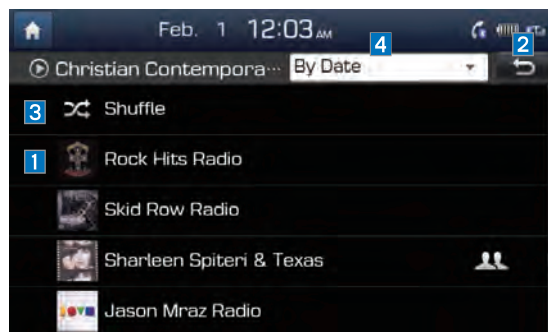 Feb. 1 12:03 AM
4
2
Christian Contempora… By Date
3 Shuffle
1 Rock Hits Radio
Skid Row Radio
Sharleen Spiteri & Texas
Jason Mraz Radio